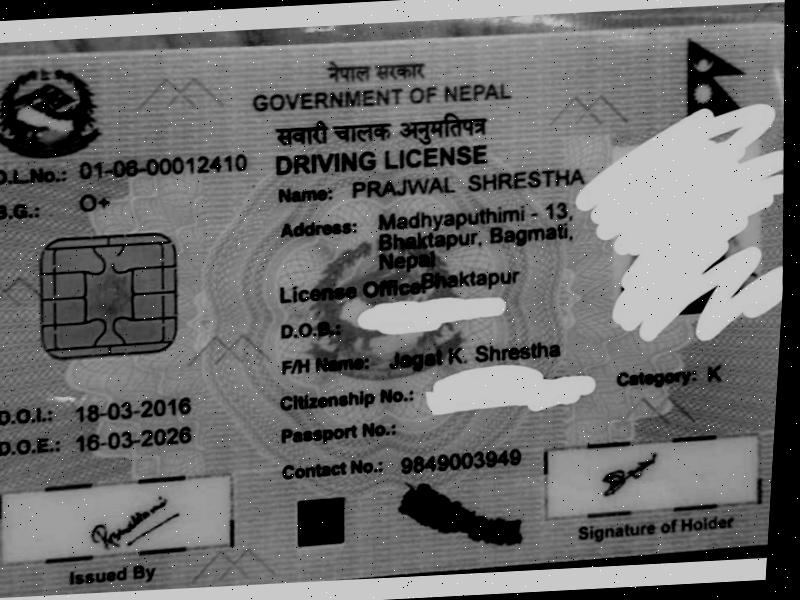 नेपाल सरकार
GOVERNMENT OF NEPAL
सवारी चालक अनुमतिपत्र
DRIVING LICENSE
D.L.No.: 01-06-00012410
B.G.: O+
Name: PRAJWAL SHRESTHA
Address: Madhyaputhimi - 13,
Bhaktapur, Bagmati,
Nepal
License Office: Bhaktapur
D.O.B.:
F/H Name: Jagat K. Shrestha
Citizenship No.:
Category: K
Passport No.:
D.O.I.: 18-03-2016
D.O.E.: 16-03-2026
Contact No.: 9849003949
Issued By
Signature of Holder